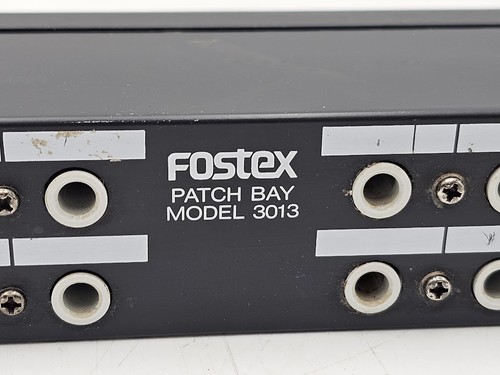 FOSTEX
PATCH BAY
MODEL 3013